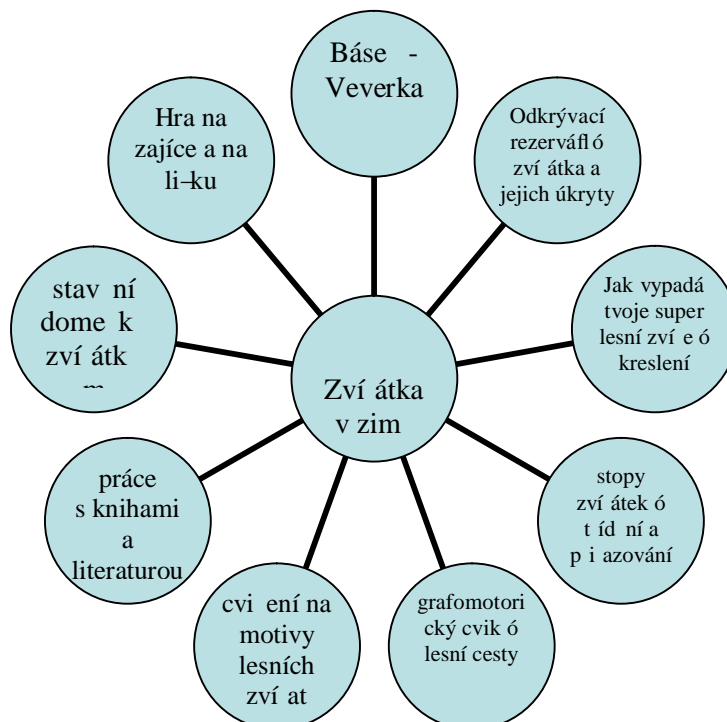 Báse -
Veverka
Odkrývací
rezerváfló
zví átka a
jejich úkryty
Jak vypadá
tvoje super
lesní zví e ó
kreslení
stopy
zví átek ó
t íd ní a
p i azování
grafomotori
cký cvik ó
lesní cesty
cvi ení na
motivy
lesních
zví at
práce
s knihami
a
literaturou
stav ní
dome k
zví átk
Hra na
zajíce a na
li–ku
Zví átka
v zim